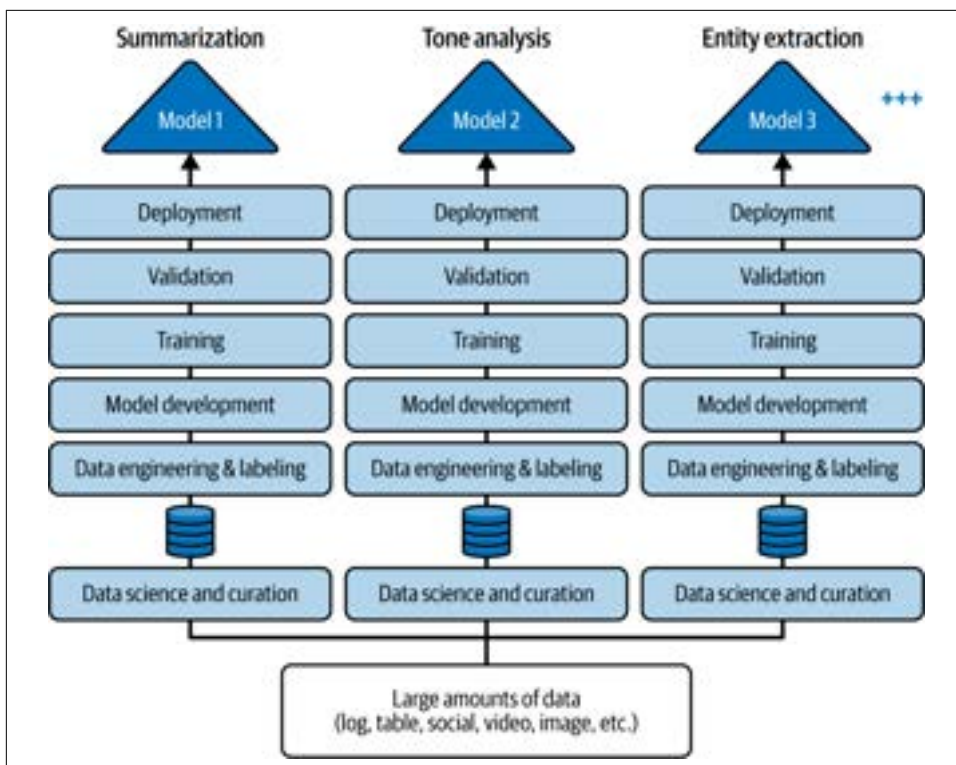 Summarization Tone analysis Entity extraction
Model 1 Model 2 Model 3 +++
Deployment Deployment Deployment
Validation Validation Validation
Training Training Training
Model development Model development Model development
Data engineering & labeling Data engineering & labeling Data engineering & labeling
Data science and curation Data science and curation Data science and curation
Large amounts of data
(log, table, social, video, image, etc.)